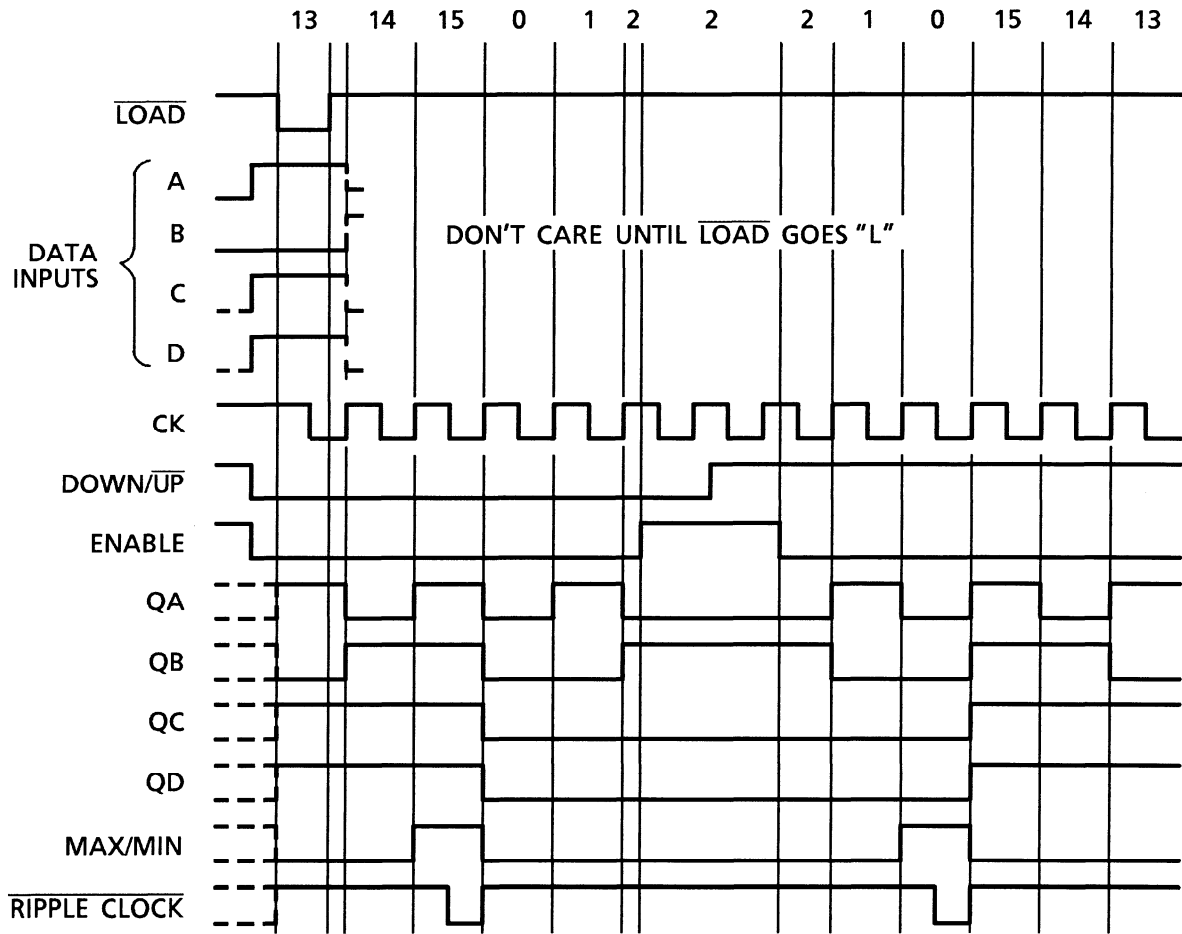 13 14 15 0 1 2 2 2 1 0 15 14 13
LOAD
A
B
DATA
INPUTS
C
D
DON'T CARE UNTIL LOAD GOES "L"
CK
DOWN/UP
ENABLE
QA
QB
QC
QD
MAX/MIN
RIPPLE CLOCK